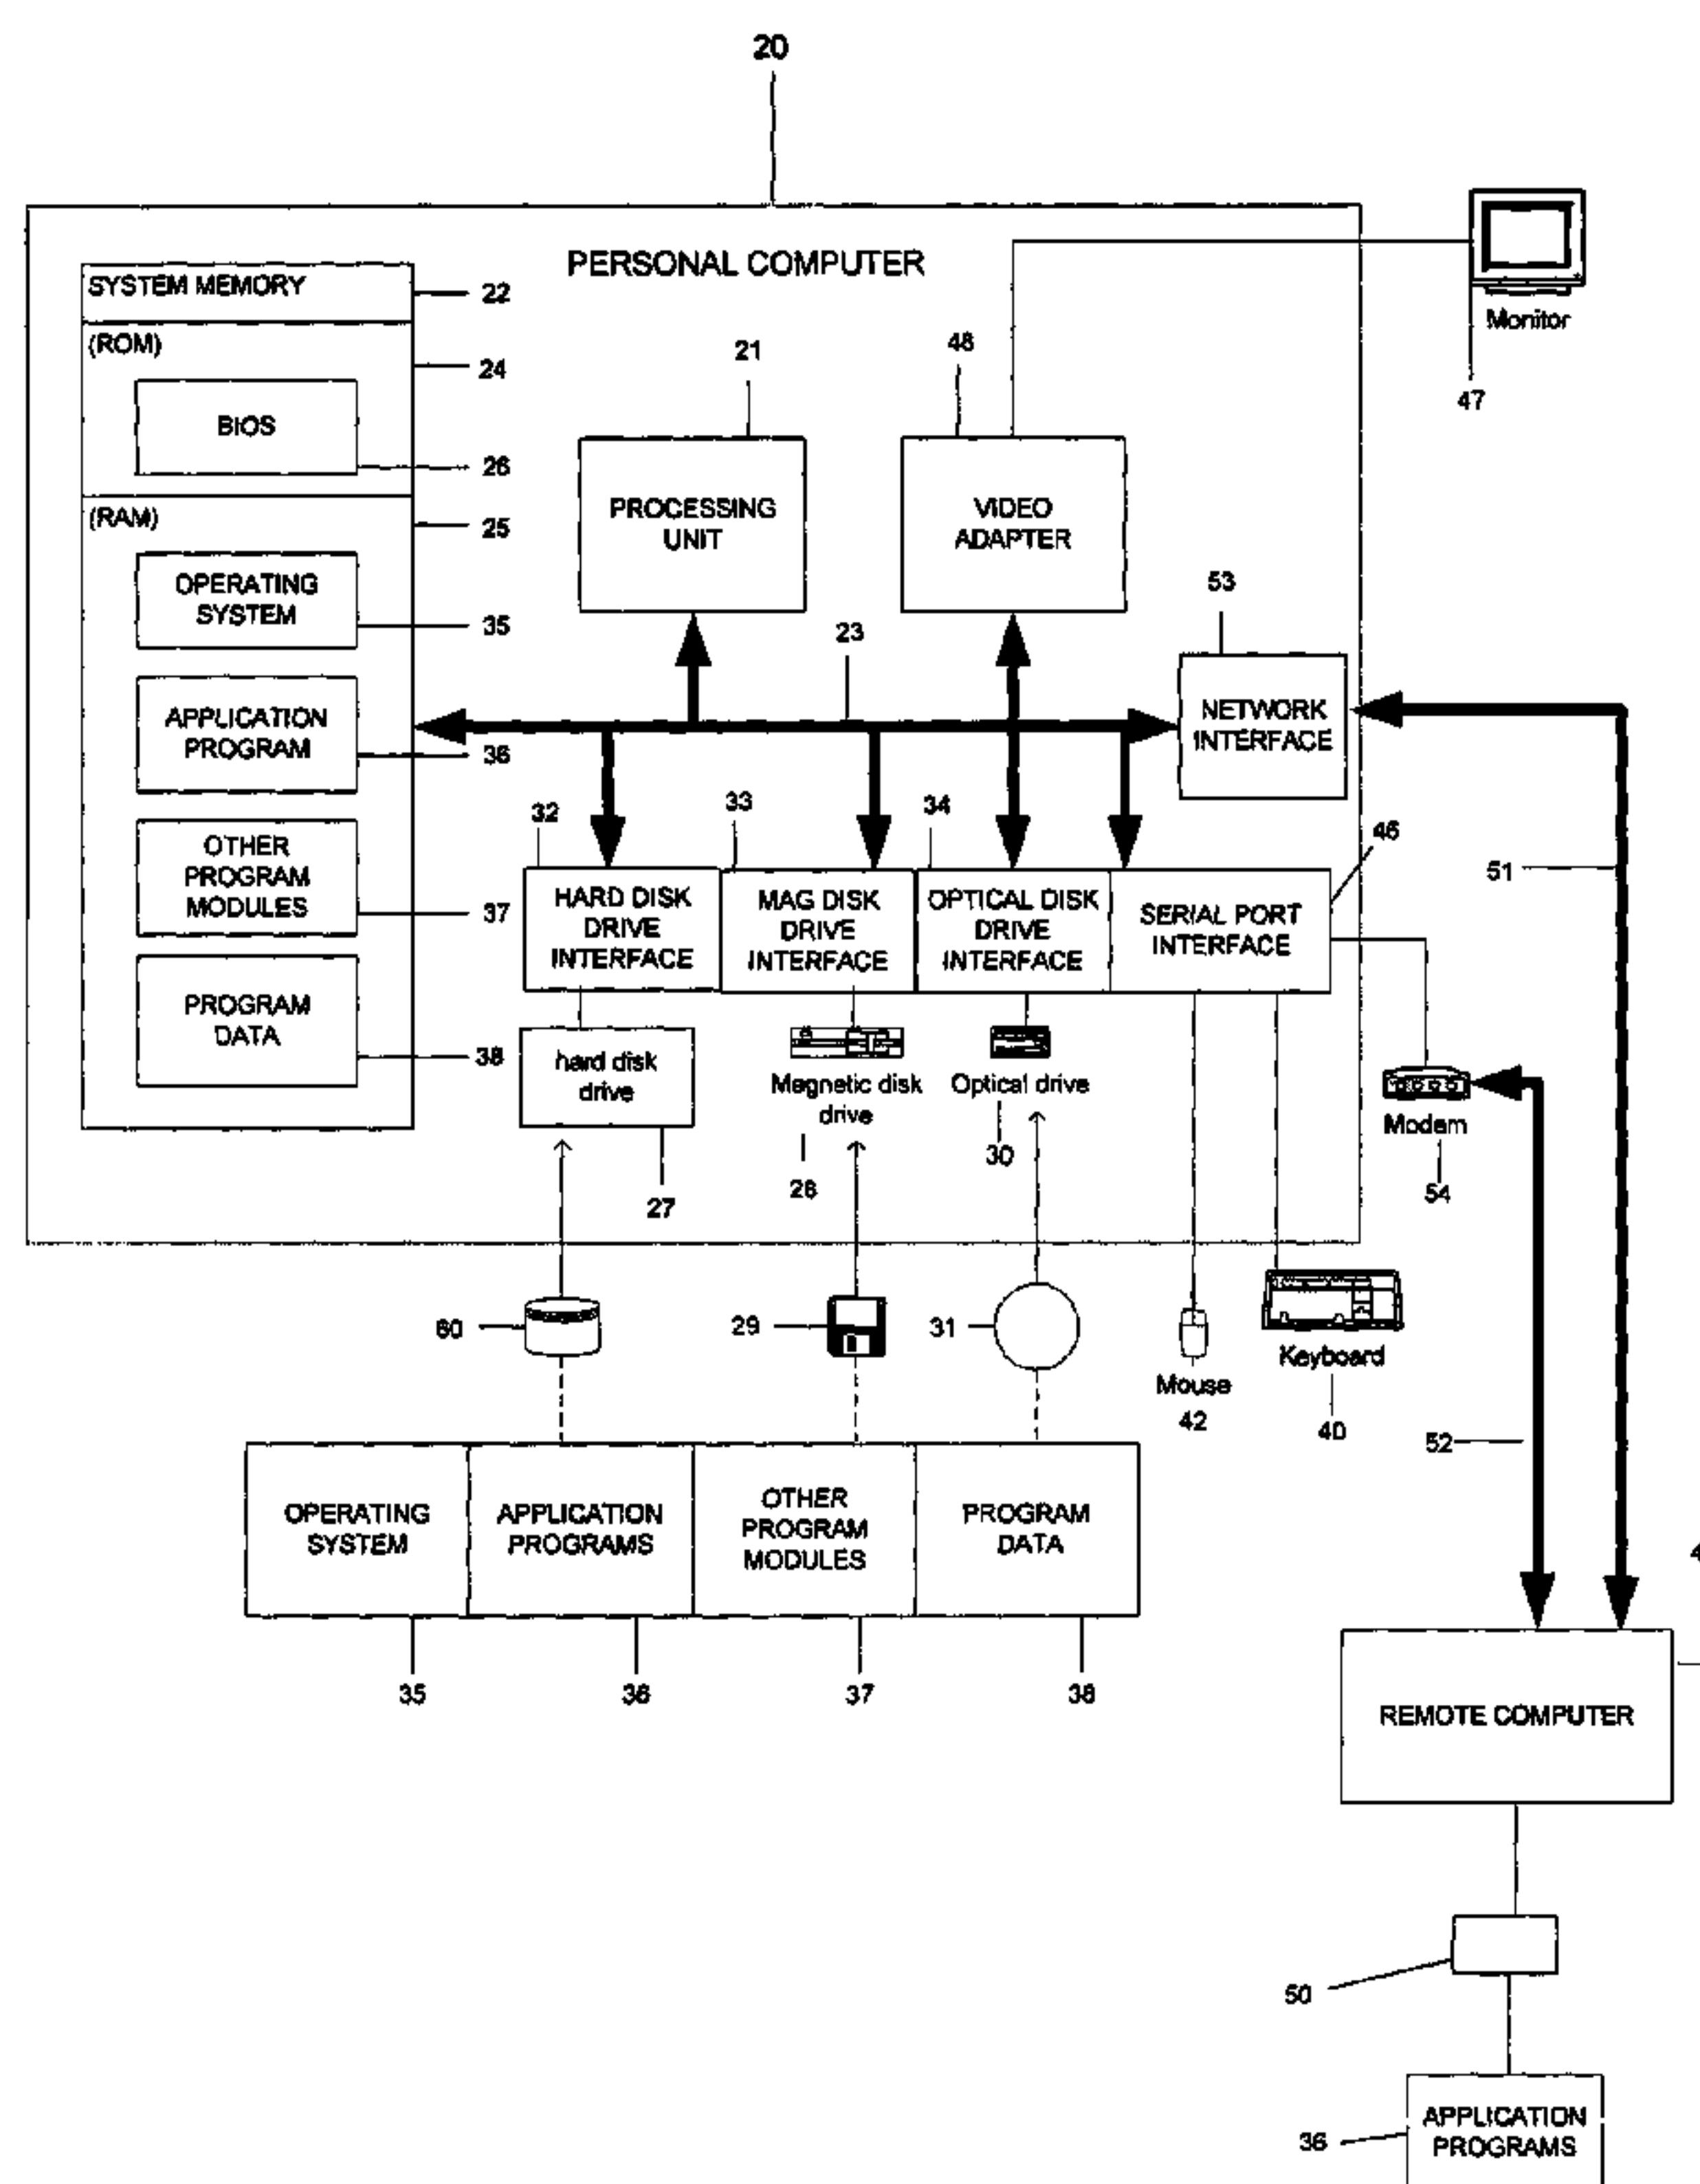 20
PERSONAL COMPUTER
SYSTEM MEMORY
22
(ROM)
24
BIOS
26
(RAM)
25
OPERATING
SYSTEM
35
APPLICATION
PROGRAM
36
OTHER
PROGRAM
MODULES
37
PROGRAM
DATA
38
21
PROCESSING
UNIT
48
VIDEO
ADAPTER
Monitor
47
23
53
NETWORK
INTERFACE
32
HARD DISK
DRIVE
INTERFACE
33
MAG DISK
DRIVE
INTERFACE
34
OPTICAL DISK
DRIVE
INTERFACE
46
SERIAL PORT
INTERFACE
51
hard disk
drive
27
Magnetic disk
drive
28
Optical drive
30
Modem
54
60
29
31
Mouse
42
Keyboard
40
52
OPERATING
SYSTEM
APPLICATION
PROGRAMS
OTHER
PROGRAM
MODULES
PROGRAM
DATA
35
36
37
38
REMOTE COMPUTER
50
36
APPLICATION
PROGRAMS